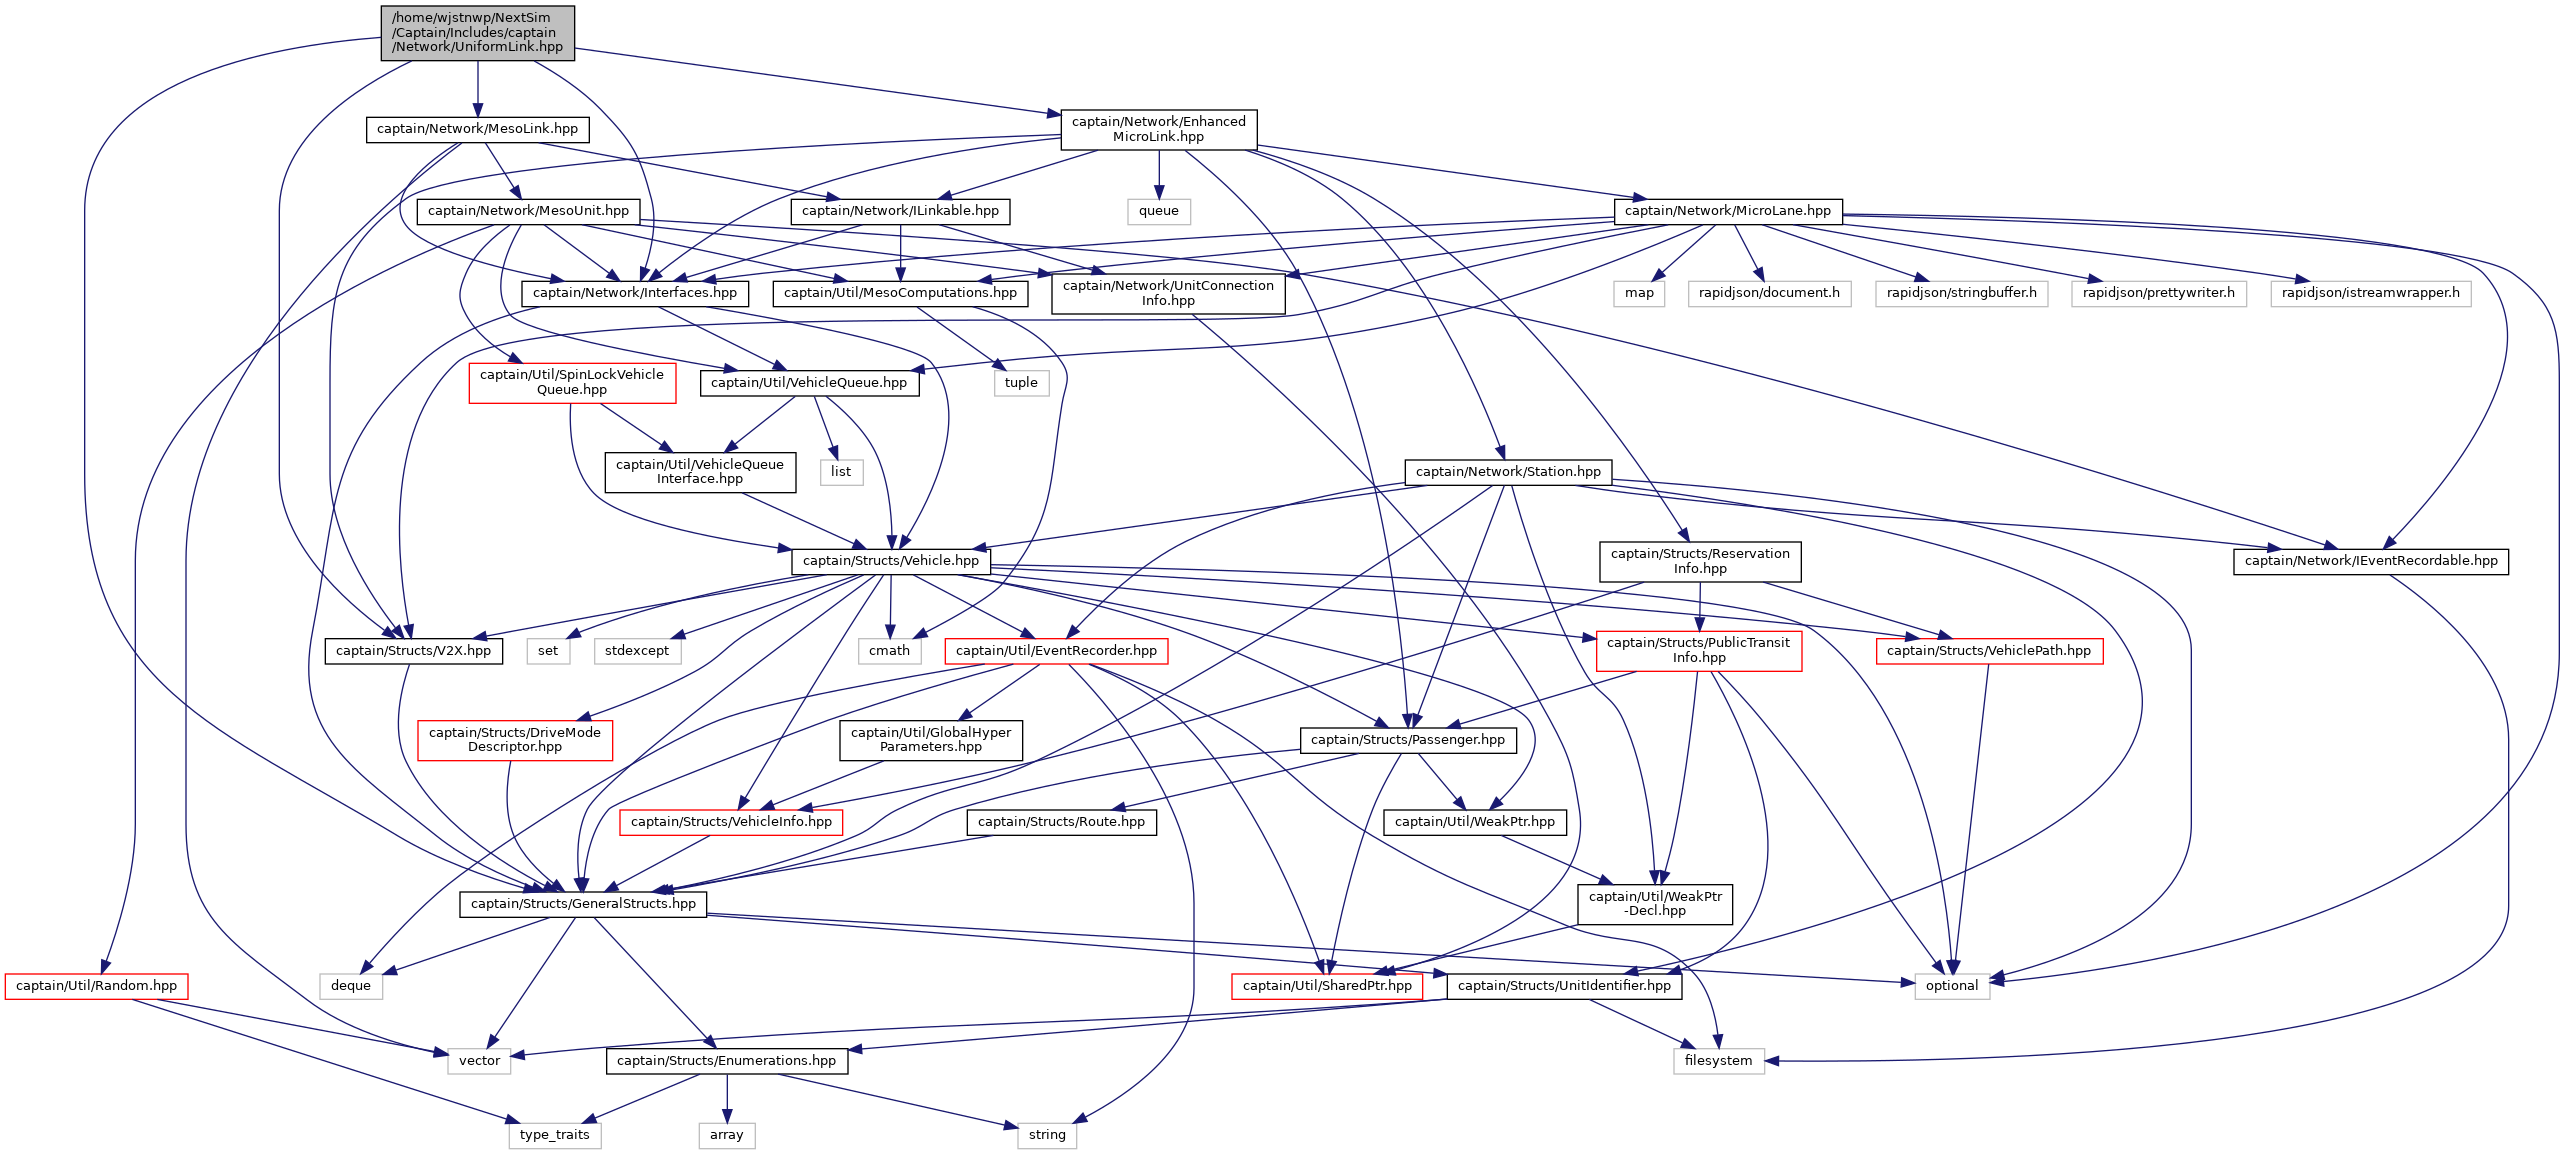 /home/wjstnwp/NextSim
/Captain/Includes/captain
/Network/UniformLink.hpp
captain/Network/MesoLink.hpp
captain/Network/Enhanced
MicroLink.hpp
captain/Network/MesoUnit.hpp
captain/Network/ILinkable.hpp
queue
captain/Network/MicroLane.hpp
captain/Network/Interfaces.hpp
captain/Util/MesoComputations.hpp
captain/Network/UnitConnection
Info.hpp
map
rapidjson/document.h
rapidjson/stringbuffer.h
rapidjson/prettywriter.h
rapidjson/istreamwrapper.h
captain/Util/SpinLockVehicle
Queue.hpp
captain/Util/VehicleQueue.hpp
tuple
captain/Util/VehicleQueue
Interface.hpp
list
captain/Network/Station.hpp
captain/Structs/Vehicle.hpp
captain/Structs/Reservation
Info.hpp
captain/Network/IEventRecordable.hpp
captain/Structs/V2X.hpp
set
stdexcept
cmath
captain/Util/EventRecorder.hpp
captain/Structs/PublicTransit
Info.hpp
captain/Structs/VehiclePath.hpp
captain/Structs/DriveMode
Descriptor.hpp
captain/Util/GlobalHyper
Parameters.hpp
captain/Structs/Passenger.hpp
captain/Structs/VehicleInfo.hpp
captain/Structs/Route.hpp
captain/Util/WeakPtr.hpp
captain/Structs/GeneralStructs.hpp
captain/Util/WeakPtr
-Decl.hpp
captain/Util/Random.hpp
deque
captain/Util/SharedPtr.hpp
captain/Structs/UnitIdentifier.hpp
optional
vector
captain/Structs/Enumerations.hpp
filesystem
type_traits
array
string